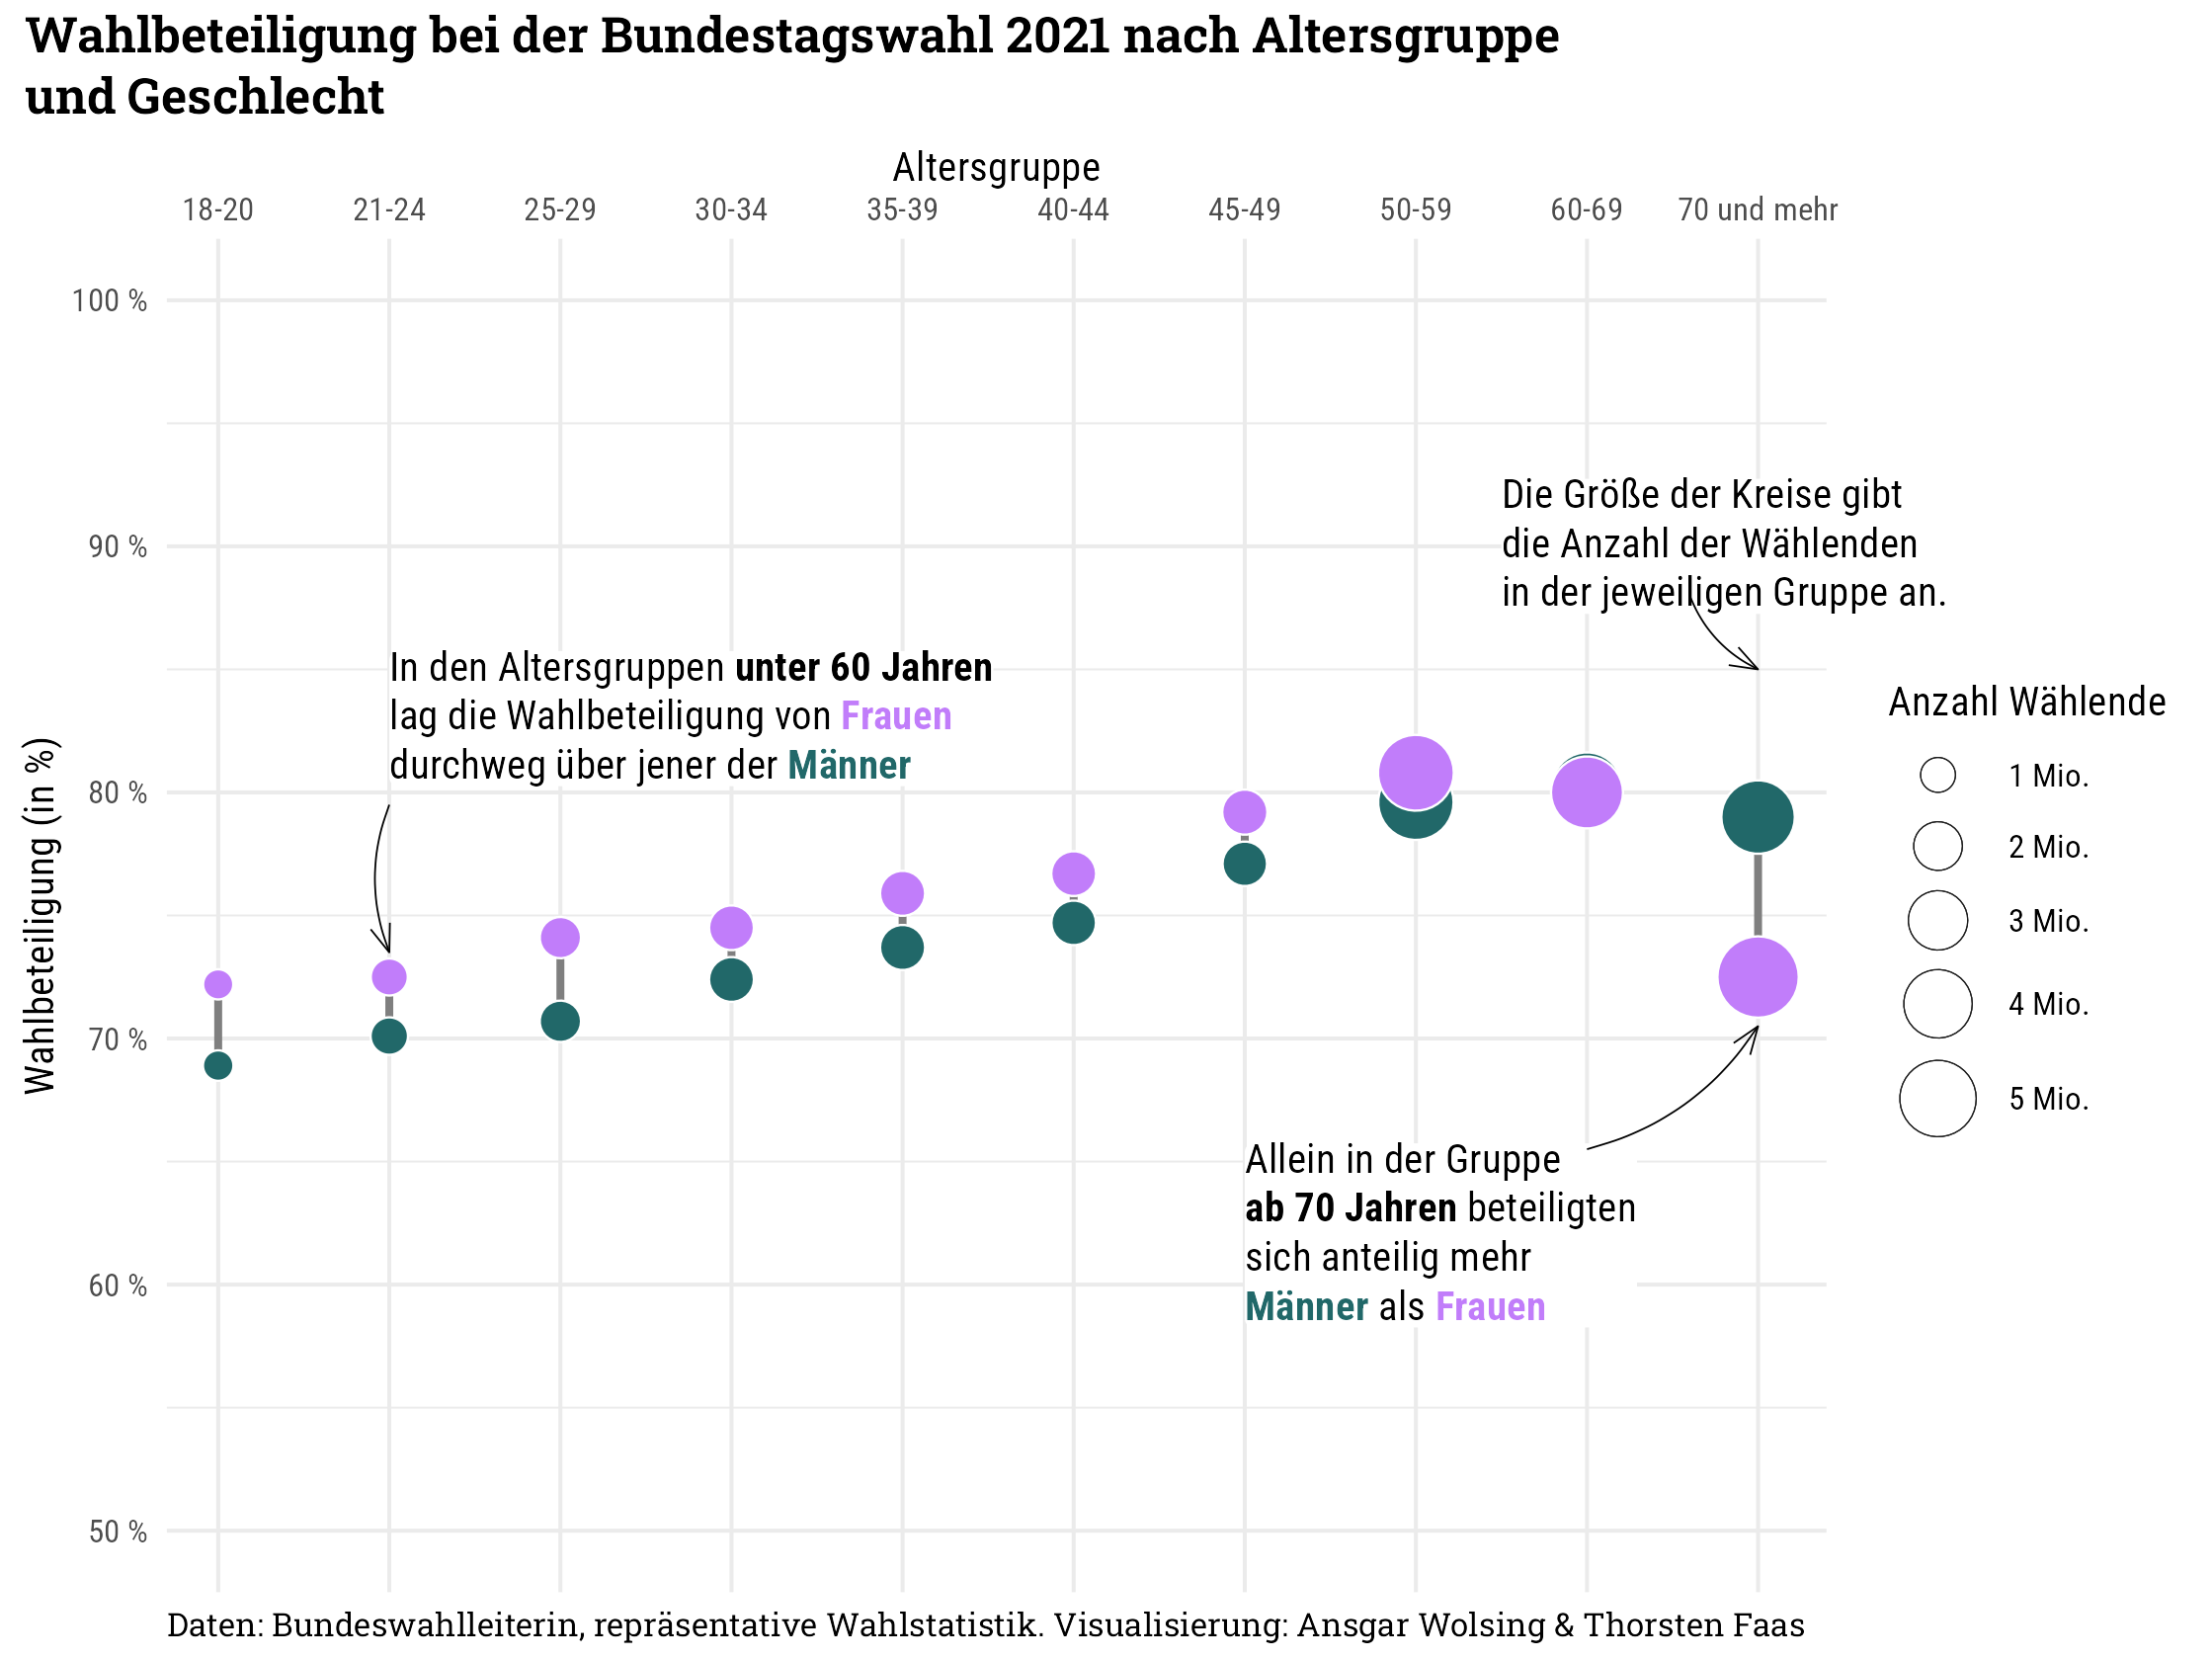 Wahlbeteiligung bei der Bundestagswahl 2021 nach Altersgruppe
und Geschlecht
Altersgruppe
18-20 21-24 25-29 30-34 35-39 40-44 45-49 50-59 60-69 70 und mehr
100 %
90 %
80 %
70 %
60 %
50 %
Wahlbeteiligung (in %)
Die Größe der Kreise gibt
die Anzahl der Wählenden
in der jeweiligen Gruppe an.
In den Altersgruppen unter 60 Jahren
lag die Wahlbeteiligung von Frauen
durchweg über jener der Männer
Allein in der Gruppe
ab 70 Jahren beteiligten
sich anteilig mehr
Männer als Frauen
Anzahl Wählende
1 Mio.
2 Mio.
3 Mio.
4 Mio.
5 Mio.
Daten: Bundeswahlleiterin, repräsentative Wahlstatistik. Visualisierung: Ansgar Wolsing & Thorsten Faas